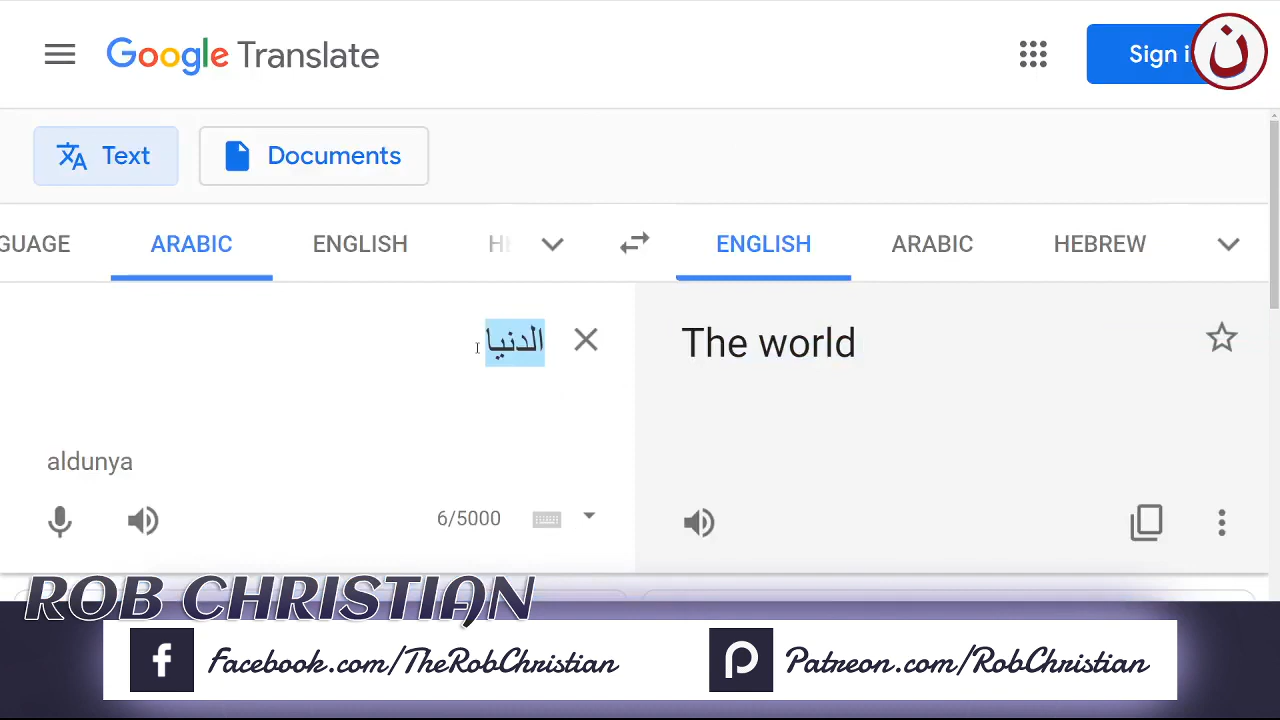 Google Translate
Sign i
ن
Text
Documents
GUAGE
ARABIC
ENGLISH
HE
ENGLISH
ARABIC
HEBREW
الدنيا
The world
aldunya
6/5000
ROB CHRISTIAN
Facebook.com/TheRobChristian
Patreon.com/RobChristian